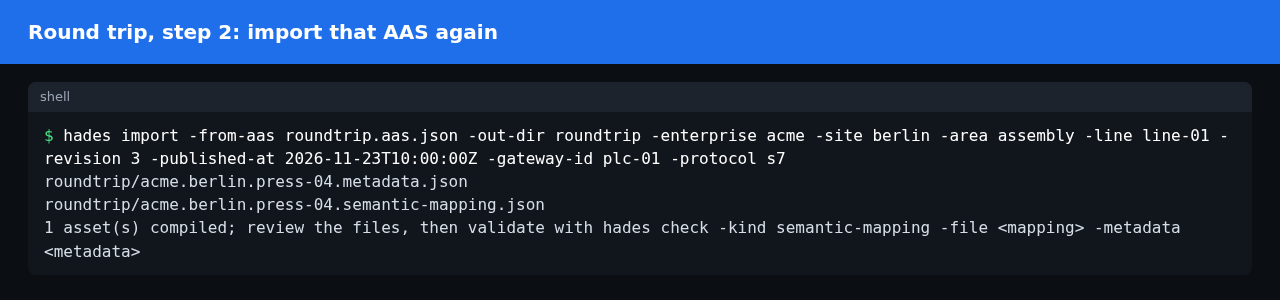 Round trip, step 2: import that AAS again
shell
$ hades import -from-aas roundtrip.aas.json -out-dir roundtrip -enterprise acme -site berlin -area assembly -line line-01 -
revision 3 -published-at 2026-11-23T10:00:00Z -gateway-id plc-01 -protocol s7
roundtrip/acme.berlin.press-04.metadata.json
roundtrip/acme.berlin.press-04.semantic-mapping.json
1 asset(s) compiled; review the files, then validate with hades check -kind semantic-mapping -file <mapping> -metadata
<metadata>